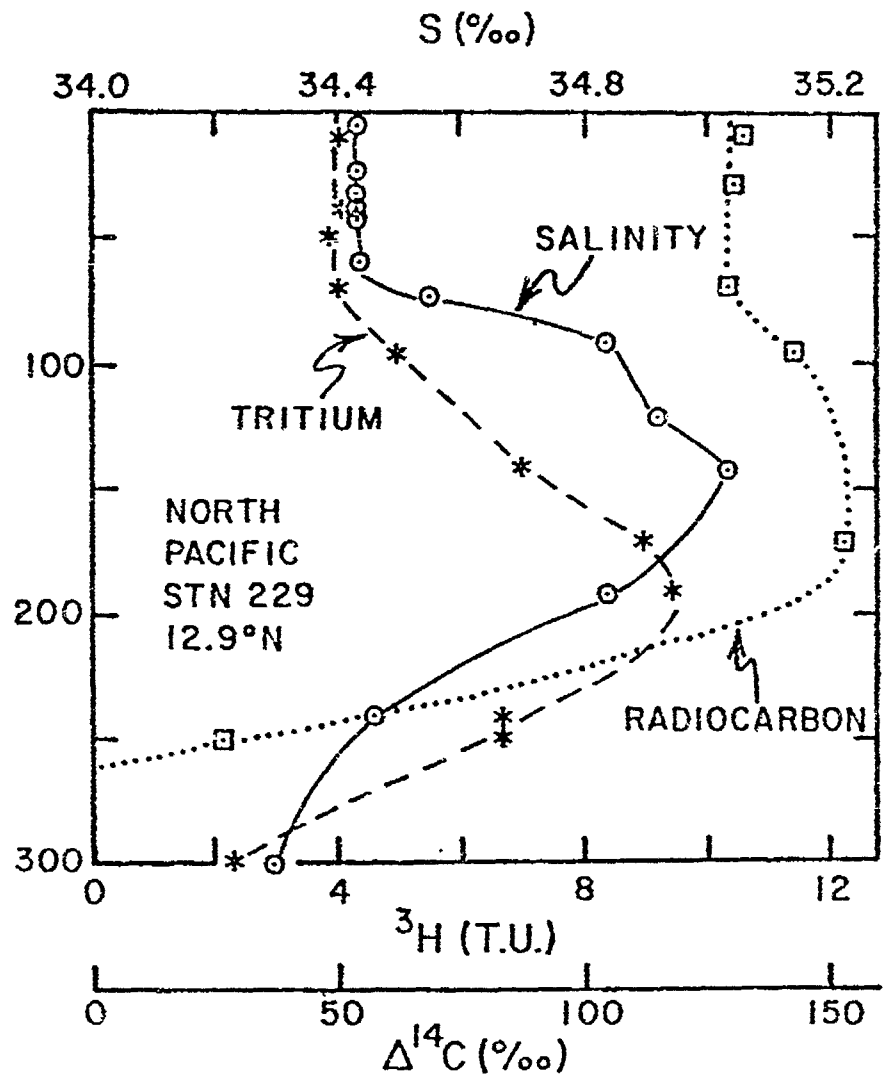 S (‰)
34.0 34.4 34.8 35.2
SALINITY
100
TRITIUM
NORTH
PACIFIC
STN 229
12.9°N
200
RADIOCARBON
300
0 4 8 12
³H (T.U.)
0 50 100 150
Δ¹⁴C (‰)